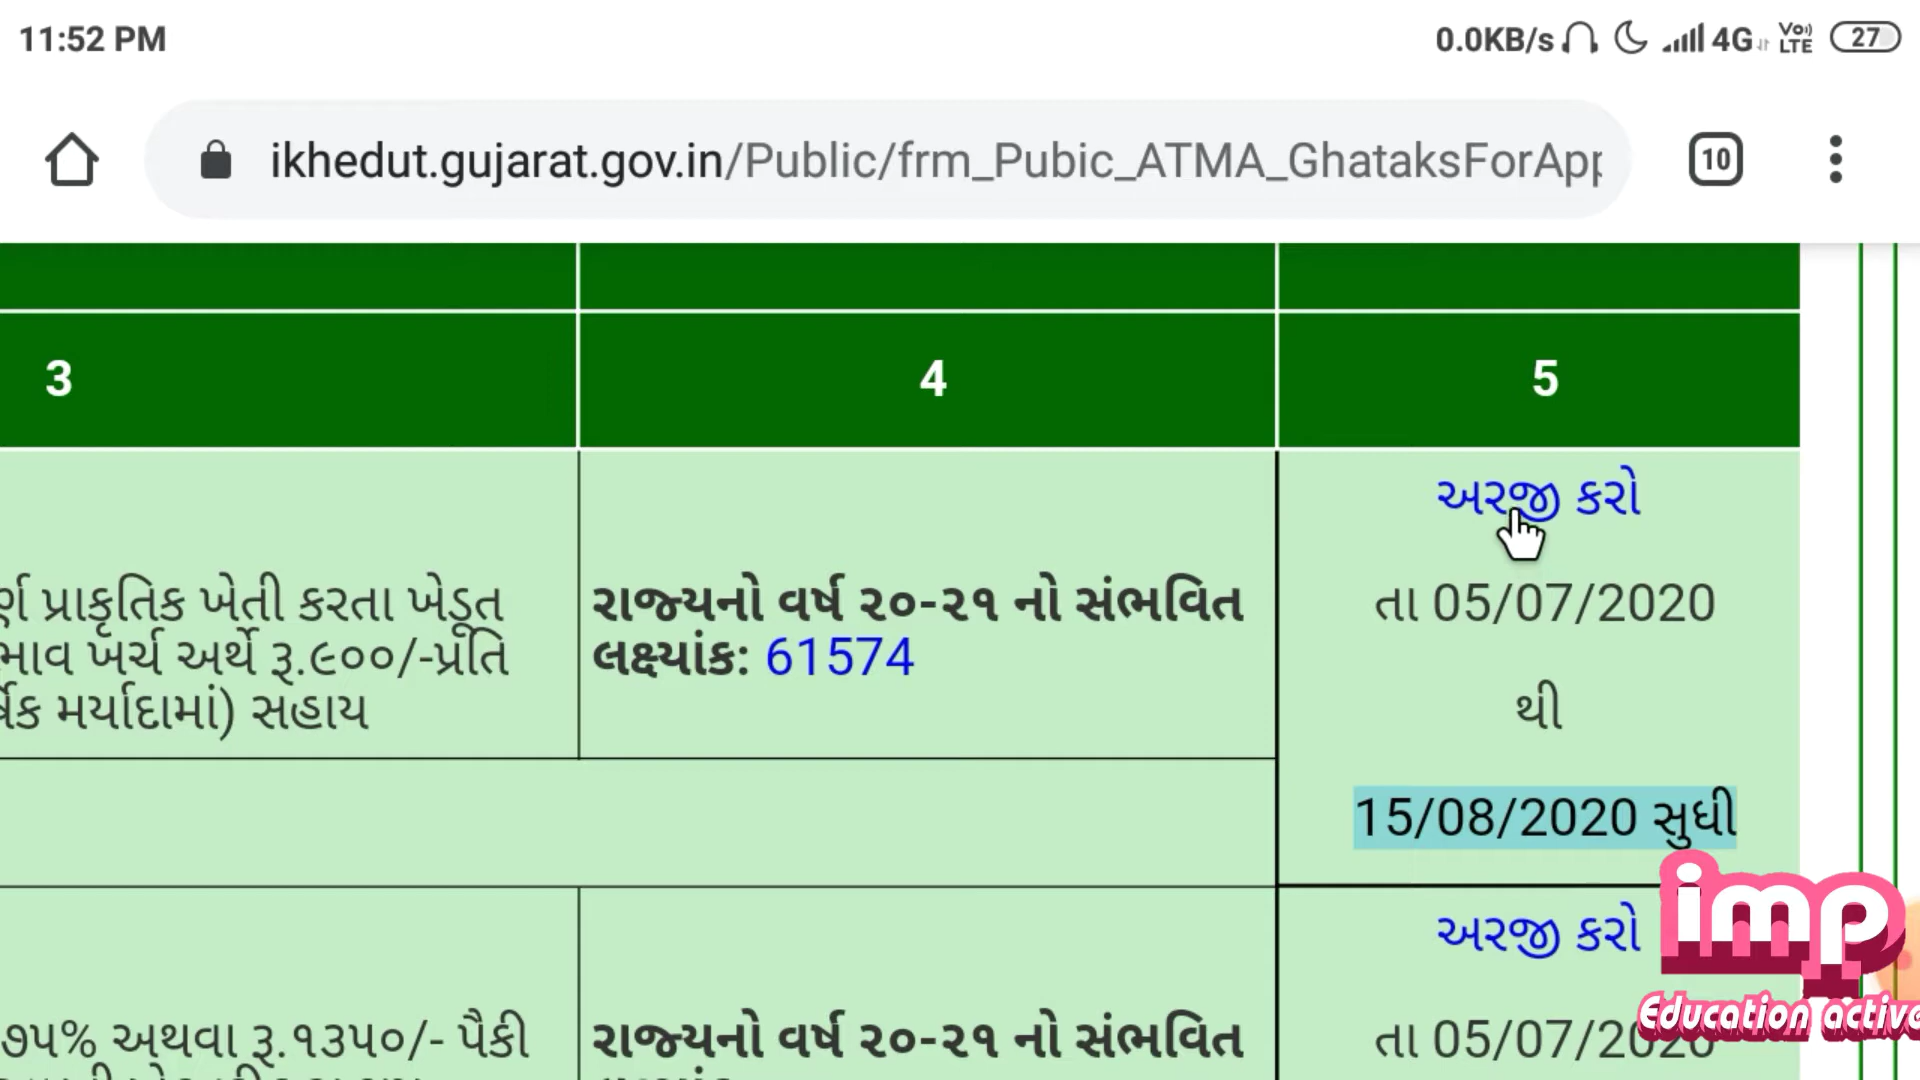 11:52 PM
0.0KB/s 4G Vo)) LTE 27
ikhedut.gujarat.gov.in/Public/frm_Pubic_ATMA_GhataksForApp
10
3 4 5
અરજી કરો
પ્રાકૃતિક ખેતી કરતા ખેડૂત
રાજ્યનો વર્ષ ૨૦-૨૧ નો સંભવિત
તા 05/07/2020
ખર્ચ અર્થે રૂ.૯૦૦/-પ્રતિ
લક્ષ્યાંક: 61574
મર્યાદામાં) સહાય
થી
15/08/2020 સુધી
અરજી કરો
imp
Education active
૭૫% અથવા રૂ.૧૩૫૦/- પૈકી
રાજ્યનો વર્ષ ૨૦-૨૧ નો સંભવિત
તા 05/07/2020